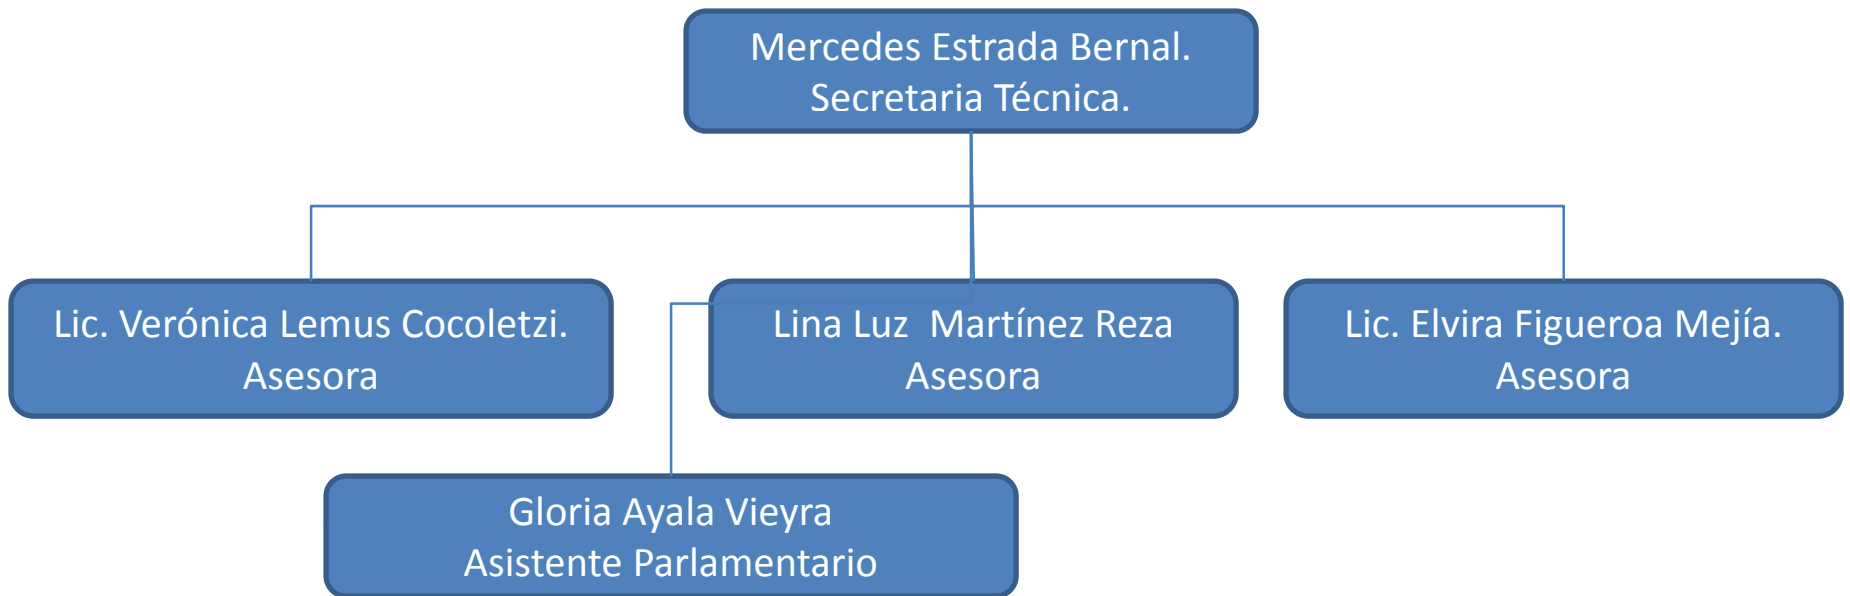 Mercedes Estrada Bernal.
Secretaria Técnica.
Lic. Verónica Lemus Cocoletzi.
Asesora
Lina Luz  Martínez Reza
Asesora
Lic. Elvira Figueroa Mejía.
Asesora
Gloria Ayala Vieyra
Asistente Parlamentario